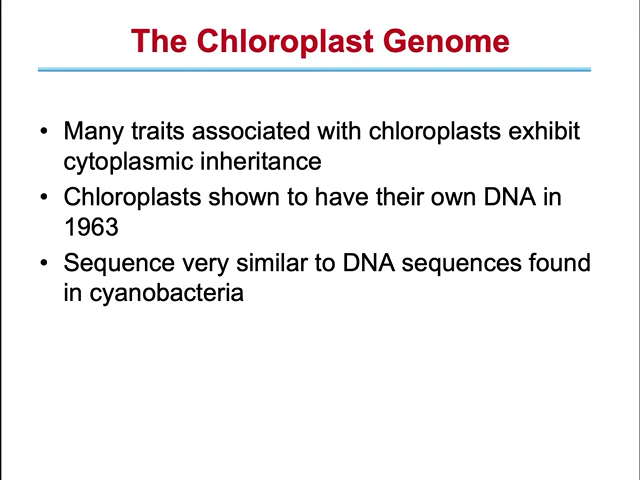 The Chloroplast Genome
• Many traits associated with chloroplasts exhibit
cytoplasmic inheritance
• Chloroplasts shown to have their own DNA in
1963
• Sequence very similar to DNA sequences found
in cyanobacteria